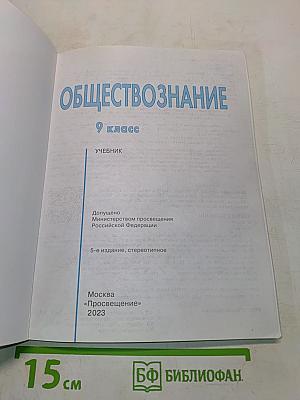 ОБЩЕСТВОЗНАНИЕ
9 класс
УЧЕБНИК
Допущено
Министерством просвещения
Российской Федерации
5-е издание, стереотипное
Москва
«Просвещение»
2023
15 см
БФ БИБЛИОФАН